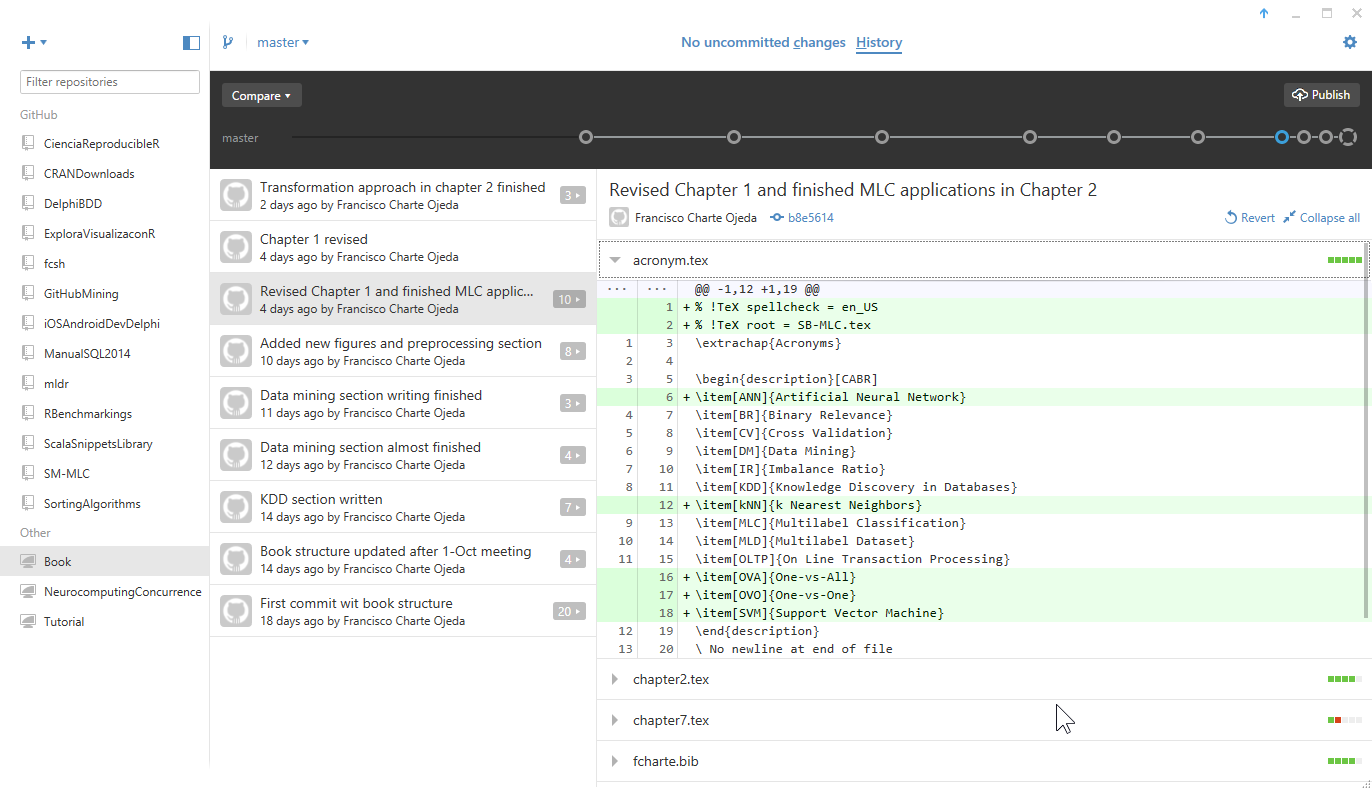 master
No uncommitted changes History
Filter repositories
GitHub
CienciaReproducibleR
CRANDownloads
DelphiBDD
ExploraVisualizaconR
fcsh
GitHubMining
iOSAndroidDevDelphi
ManualSQL2014
mldr
RBenchmarkings
ScalaSnippetsLibrary
SM-MLC
SortingAlgorithms
Other
Book
NeurocomputingConcurrence
Tutorial
Compare
Publish
master
Transformation approach in chapter 2 finished
2 days ago by Francisco Charte Ojeda
3
Chapter 1 revised
4 days ago by Francisco Charte Ojeda
Revised Chapter 1 and finished MLC applic...
4 days ago by Francisco Charte Ojeda
10
Added new figures and preprocessing section
10 days ago by Francisco Charte Ojeda
8
Data mining section writing finished
11 days ago by Francisco Charte Ojeda
3
Data mining section almost finished
12 days ago by Francisco Charte Ojeda
4
KDD section written
14 days ago by Francisco Charte Ojeda
7
Book structure updated after 1-Oct meeting
14 days ago by Francisco Charte Ojeda
4
First commit wit book structure
18 days ago by Francisco Charte Ojeda
20
Revised Chapter 1 and finished MLC applications in Chapter 2
Francisco Charte Ojeda b8e5614 Revert Collapse all
acronym.tex
... ... @@ -1,12 +1,19 @@
1 + % !TeX spellcheck = en_US
2 + % !TeX root = SB-MLC.tex
1 3 \extrachap{Acronyms}
2 4
3 5 \begin{description}[CABR]
6 + \item[ANN]{Artificial Neural Network}
4 7 \item[BR]{Binary Relevance}
5 8 \item[CV]{Cross Validation}
6 9 \item[DM]{Data Mining}
7 10 \item[IR]{Imbalance Ratio}
8 11 \item[KDD]{Knowledge Discovery in Databases}
12 + \item[kNN]{k Nearest Neighbors}
9 13 \item[MLC]{Multilabel Classification}
10 14 \item[MLD]{Multilabel Dataset}
11 15 \item[OLTP]{On Line Transaction Processing}
16 + \item[OVA]{One-vs-All}
17 + \item[OVO]{One-vs-One}
18 + \item[SVM]{Support Vector Machine}
12 19 \end{description}
13 20 \ No newline at end of file
chapter2.tex
chapter7.tex
fcharte.bib